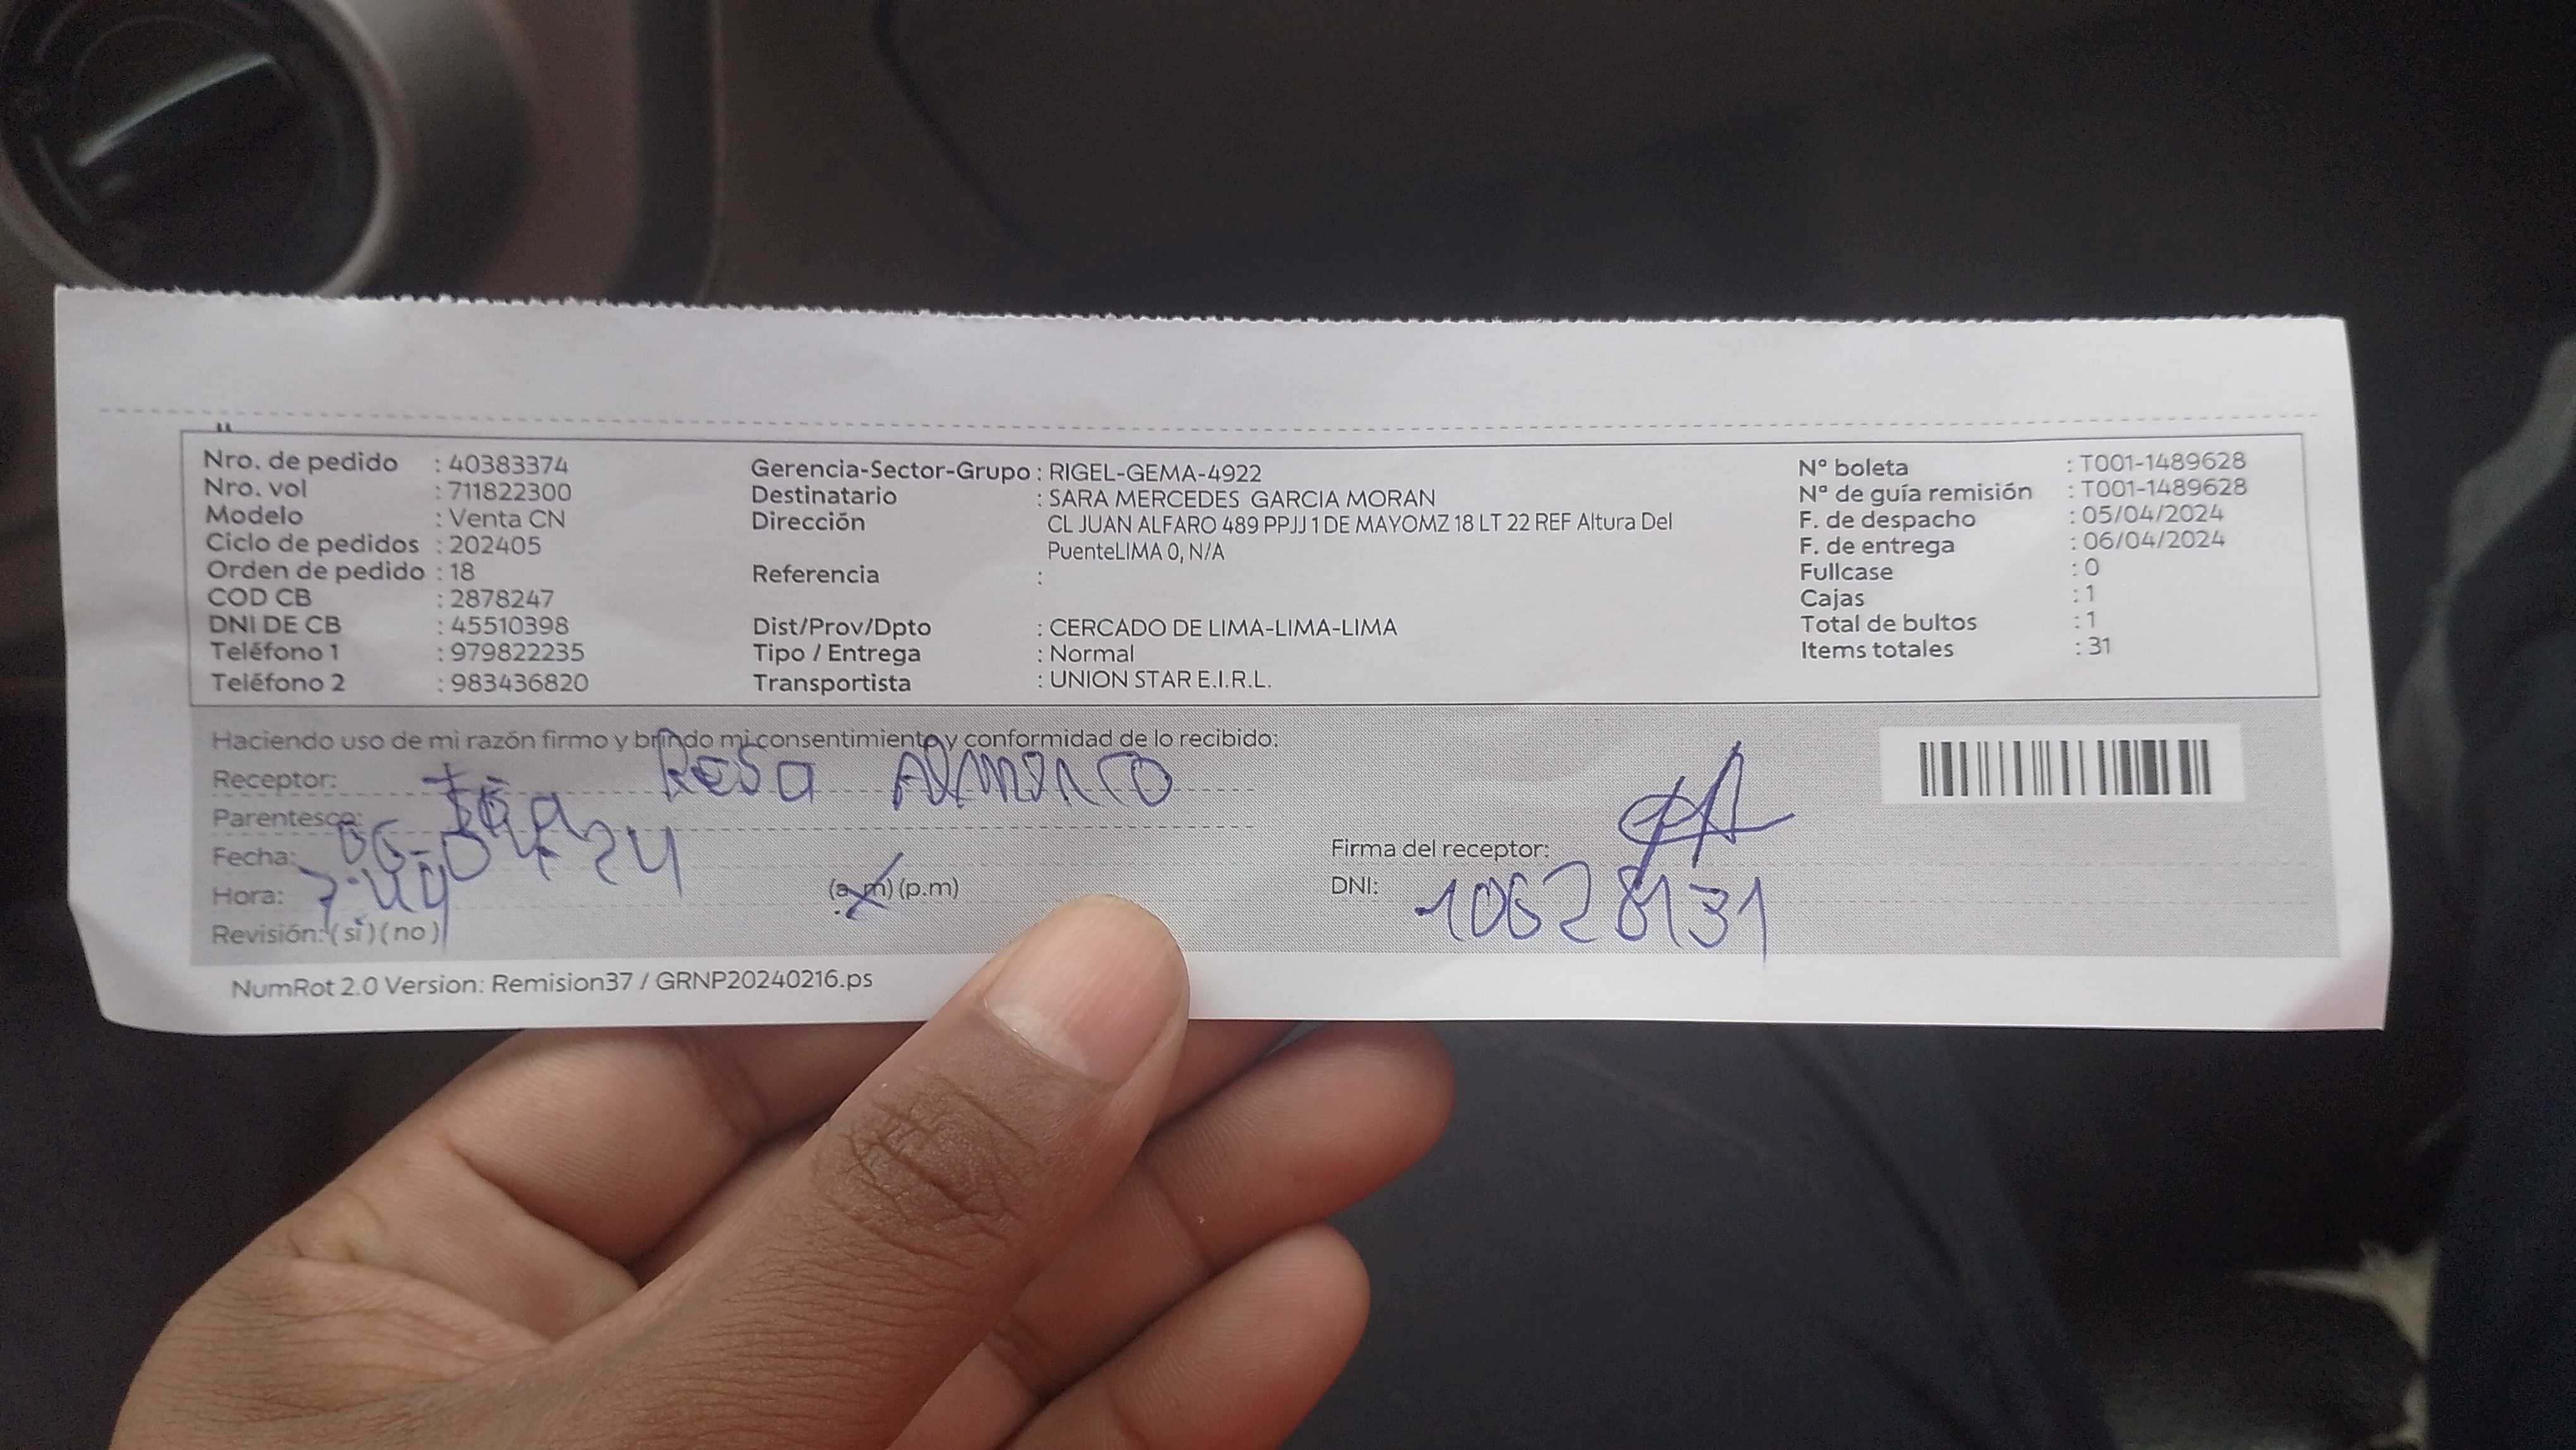 Nro. de pedido : 40383374
Nro. vol : 711822300
Modelo : Venta CN
Ciclo de pedidos : 202405
Orden de pedido : 18
COD CB : 2878247
DNI DE CB : 45510398
Teléfono 1 : 979822235
Teléfono 2 : 983436820
Gerencia-Sector-Grupo : RIGEL-GEMA-4922
Destinatario : SARA MERCEDES GARCIA MORAN
Dirección CL JUAN ALFARO 489 PPJJ 1 DE MAYOMZ 18 LT 22 REF Altura Del
PuenteLIMA 0, N/A
Referencia :
Dist/Prov/Dpto : CERCADO DE LIMA-LIMA-LIMA
Tipo / Entrega : Normal
Transportista : UNION STAR E.I.R.L.
N° boleta : T001-1489628
Nª de guía remisión : T001-1489628
F. de despacho : 05/04/2024
F. de entrega : 06/04/2024
Fullcase : 0
Cajas : 1
Total de bultos : 1
Items totales : 31
Haciendo uso de mi razón firmo y brindo mi consentimiento y conformidad de lo recibido:
Receptor: Rosa
Parentesco:
Fecha: 06-04-24
Hora: (a.m) (p.m)
Revisión: (si) (no)
Firma del receptor:
DNI: 10628131
NumRot 2.0 Version: Remision37 / GRNP20240216.ps